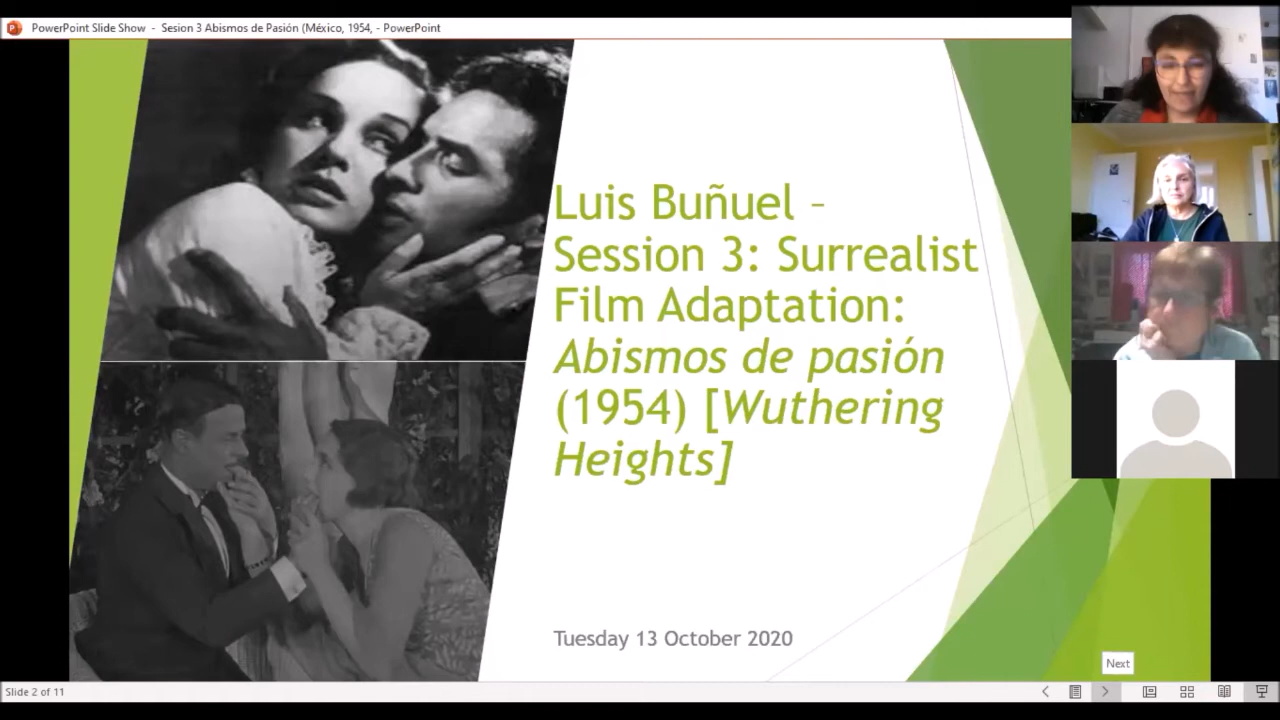 PowerPoint Slide Show - Sesion 3 Abismos de Pasión (México, 1954, - PowerPoint
Luis Buñuel –
Session 3: Surrealist
Film Adaptation:
Abismos de pasión
(1954) [Wuthering
Heights]
Tuesday 13 October 2020
Next
Slide 2 of 11